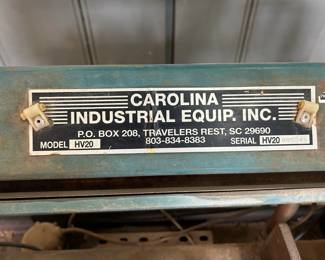 CAROLINA
INDUSTRIAL EQUIP. INC.
P.O. BOX 208, TRAVELERS REST, SC 29690
803-834-8383
MODEL HV20 SERIAL HV20